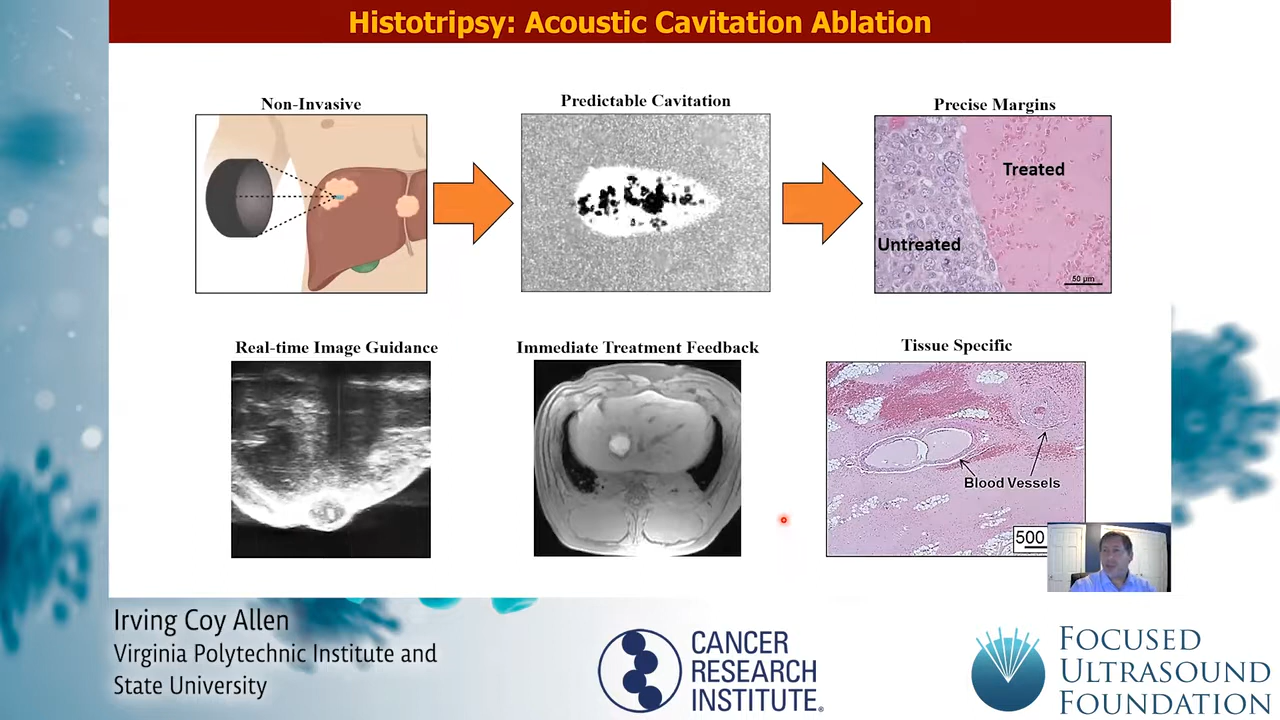 Histotripsy: Acoustic Cavitation Ablation
Non-Invasive
Predictable Cavitation
Precise Margins
Treated
Untreated
50 µm
Real-time Image Guidance
Immediate Treatment Feedback
Tissue Specific
Blood Vessels
500
Irving Coy Allen
Virginia Polytechnic Institute and
State University
CANCER
RESEARCH
INSTITUTE®
FOCUSED
ULTRASOUND
FOUNDATION